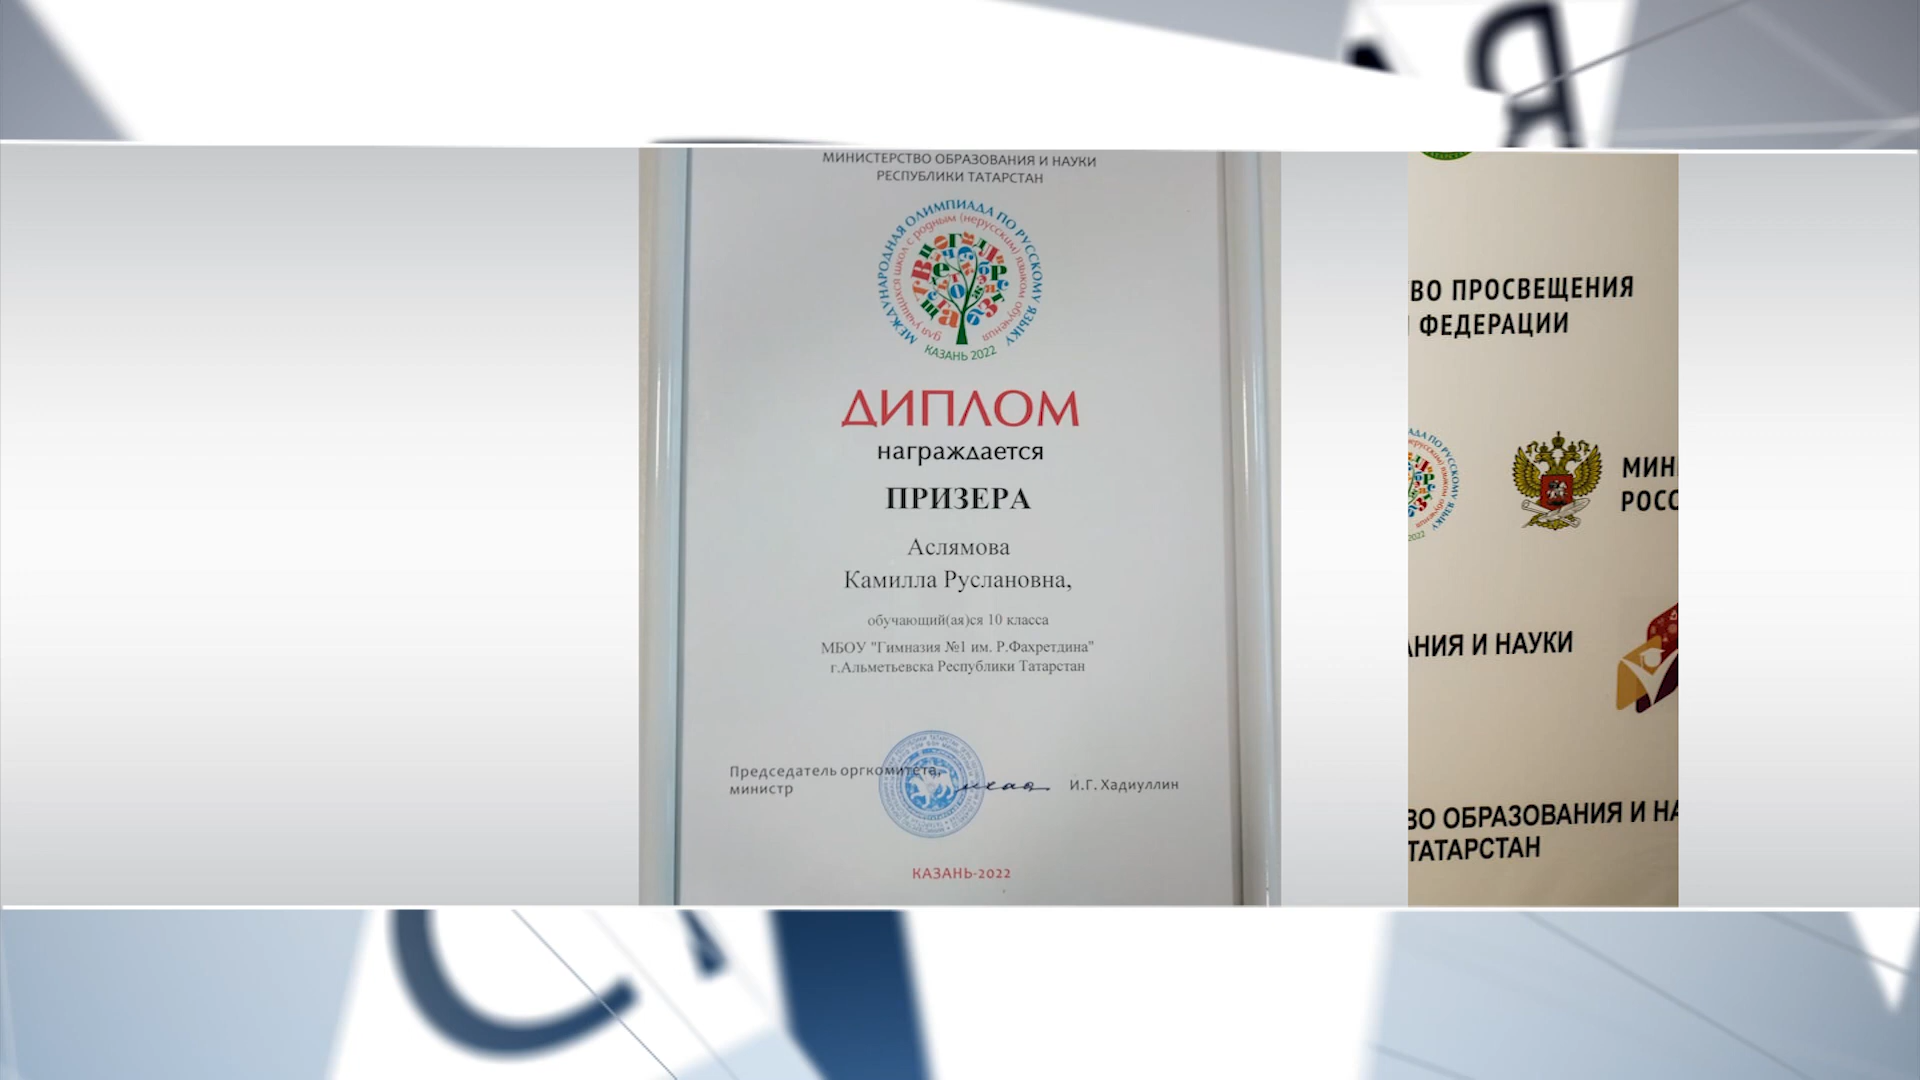 Я
МИНИСТЕРСТВО ОБРАЗОВАНИЯ И НАУКИ
РЕСПУБЛИКИ ТАТАРСТАН
МЕЖДУНАРОДНАЯ ОЛИМПИАДА ПО РУССКОМУ ЯЗЫКУ
для учащихся школ с родным (нерусским) языком обучения
КАЗАНЬ 2022
ДИПЛОМ
награждается
ПРИЗЕРА
Аслямова
Камилла Руслановна,
обучающий(ая)ся 10 класса
МБОУ "Гимназия №1 им. Р.Фахретдина"
г.Альметьевска Республики Татарстан
Председатель оргкомитета,
министр
И.Г. Хадиуллин
КАЗАНЬ-2022
ВО ПРОСВЕЩЕНИЯ
ФЕДЕРАЦИИ
МИН
РОСС
АНИЯ И НАУКИ
ВО ОБРАЗОВАНИЯ И НА
ТАТАРСТАН
С